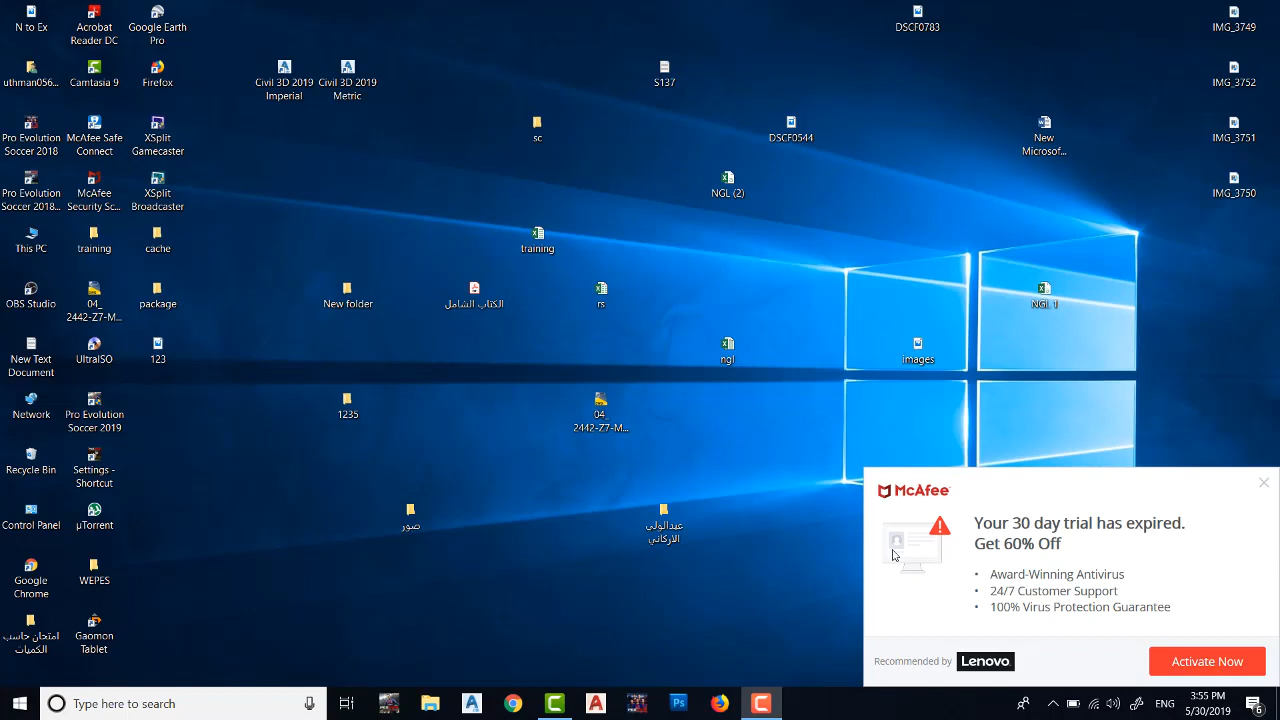 N to Ex
Acrobat
Reader DC
Google Earth
Pro
DSCF0783
IMG_3749
uthman056...
Camtasia 9
Firefox
Civil 3D 2019
Imperial
Civil 3D 2019
Metric
S137
IMG_3752
Pro Evolution
Soccer 2018
McAfee Safe
Connect
XSplit
Gamecaster
sc
DSCF0544
New
Microsof...
IMG_3751
Pro Evolution
Soccer 2018...
McAfee
Security Sc...
XSplit
Broadcaster
NGL (2)
IMG_3750
This PC
training
cache
training
OBS Studio
04_
2442-Z7-M...
package
New folder
الكتاب الشامل
rs
NGL 1
New Text
Document
UltraISO
123
ngl
images
Network
Pro Evolution
Soccer 2019
1235
04_
2442-Z7-M...
Recycle Bin
Settings -
Shortcut
Control Panel
µTorrent
صور
عبدالولي
الاركاني
Google
Chrome
WEPES
امتحان حاسب
الكميات
Gaomon
Tablet
McAfee
Your 30 day trial has expired.
Get 60% Off
• Award-Winning Antivirus
• 24/7 Customer Support
• 100% Virus Protection Guarantee
Recommended by Lenovo.
Activate Now
Type here to search
Ps
ENG
3:55 PM
5/30/2019
6